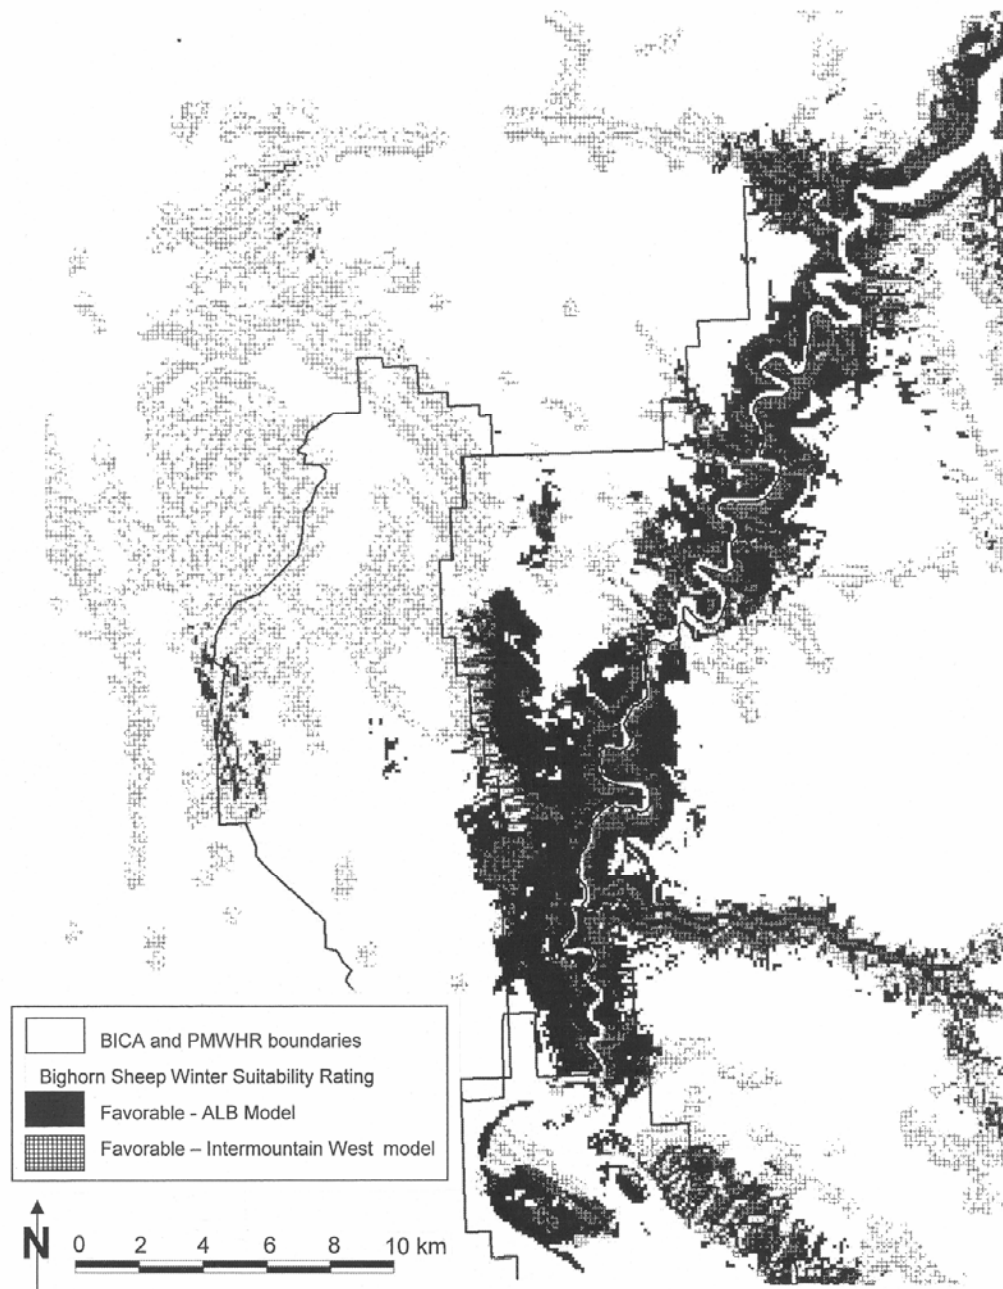 BICA and PMWHR boundaries
Bighorn Sheep Winter Suitability Rating
Favorable - ALB Model
Favorable – Intermountain West model
N
0 2 4 6 8 10 km